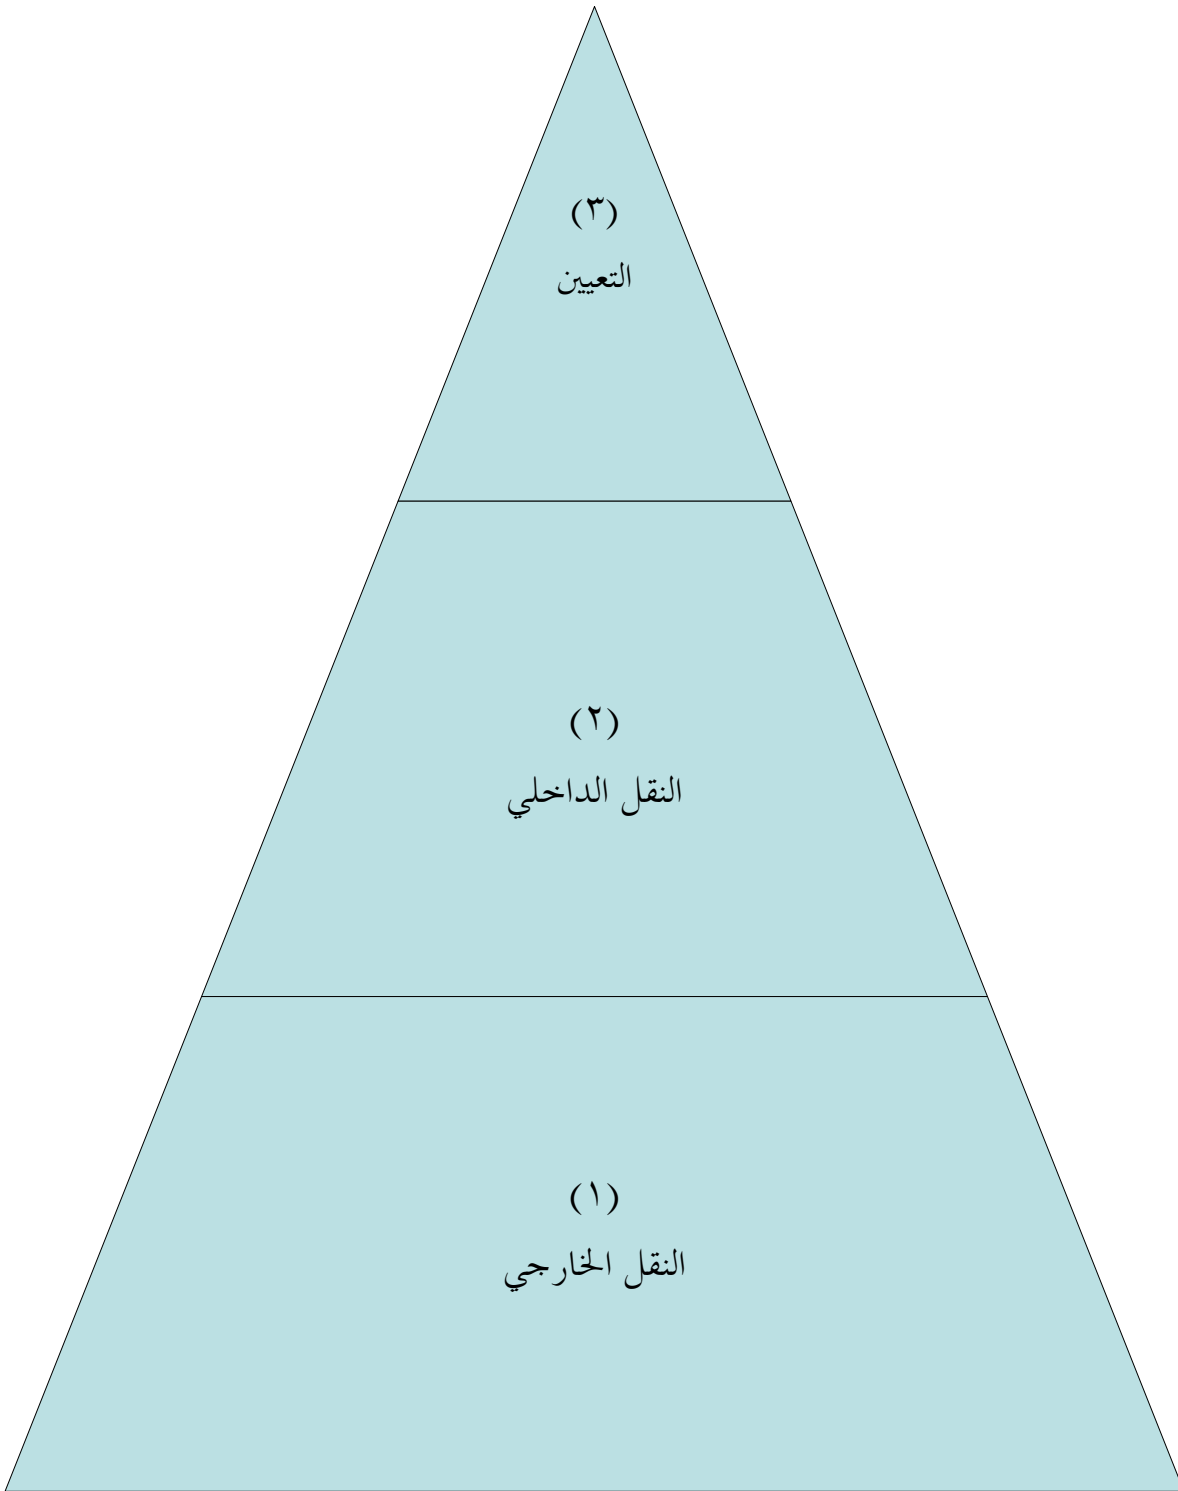 (٣)
التعيين
(٢)
النقل الداخلي
(١)
النقل الخارجي